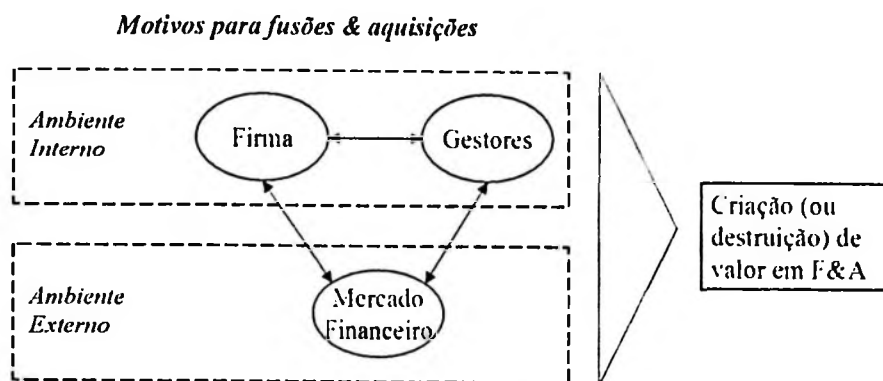 Motivos para fusões & aquisições
Ambiente
Interno
Firma
Gestores
Criação (ou
destruição) de
valor em F&A
Ambiente
Externo
Mercado
Financeiro